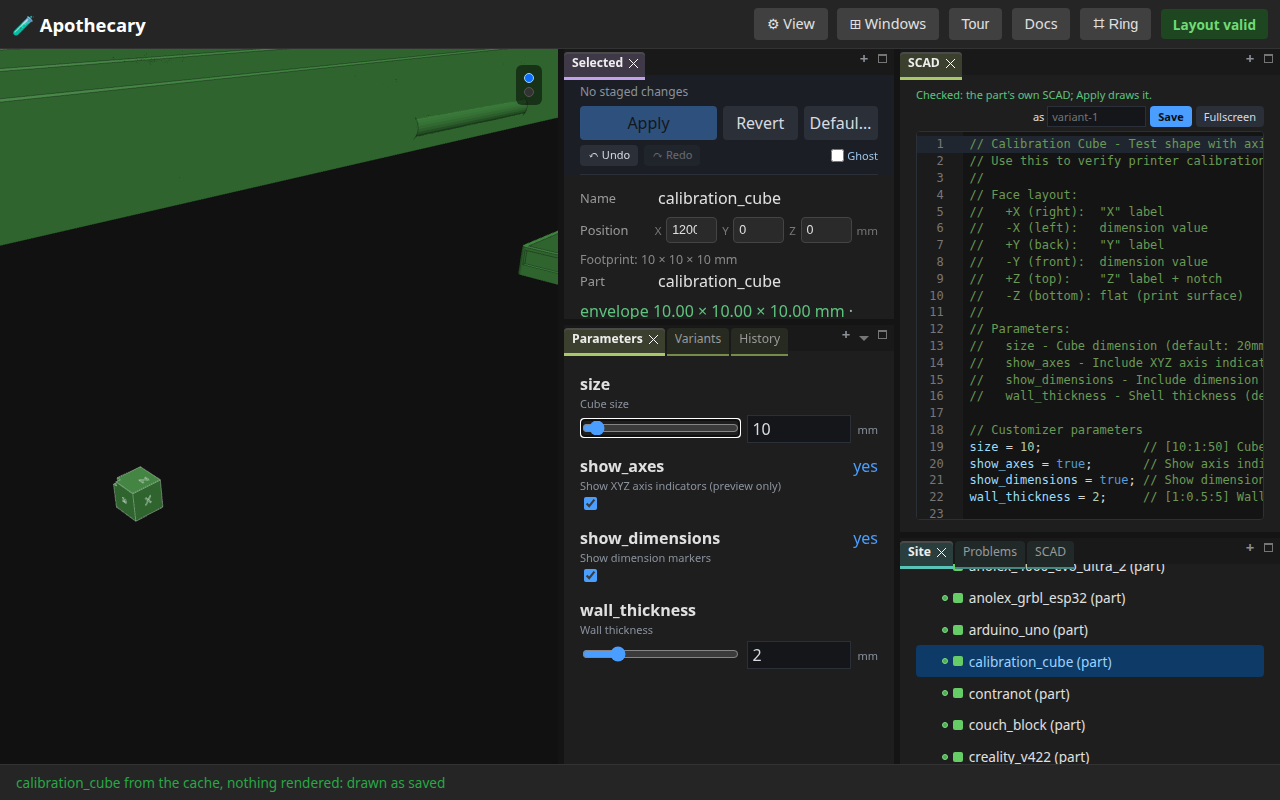 🧪 Apothecary
⚙ View
⊞ Windows
Tour
Docs
⌗ Ring
Layout valid
Selected
No staged changes
Apply
Revert
Defaul...
↶ Undo
↷ Redo
Ghost
Name calibration_cube
Position X 1200 Y 0 Z 0 mm
Footprint: 10 × 10 × 10 mm
Part calibration_cube
envelope 10.00 × 10.00 × 10.00 mm ·
Parameters
Variants
History
size
Cube size
10 mm
show_axes yes
Show XYZ axis indicators (preview only)
show_dimensions yes
Show dimension markers
wall_thickness
Wall thickness
2 mm
SCAD
Checked: the part's own SCAD; Apply draws it.
as variant-1 Save Fullscreen
1 // Calibration Cube - Test shape with axi
2 // Use this to verify printer calibration
3 //
4 // Face layout:
5 //   +X (right):  "X" label
6 //   -X (left):   dimension value
7 //   +Y (back):   "Y" label
8 //   -Y (front):  dimension value
9 //   +Z (top):    "Z" label + notch
10 //   -Z (bottom): flat (print surface)
11 //
12 // Parameters:
13 //   size - Cube dimension (default: 20mm
14 //   show_axes - Include XYZ axis indicat
15 //   show_dimensions - Include dimension
16 //   wall_thickness - Shell thickness (de
17
18 // Customizer parameters
19 size = 10;             // [10:1:50] Cube
20 show_axes = true;      // Show axis indi
21 show_dimensions = true; // Show dimension
22 wall_thickness = 2;    // [1:0.5:5] Wall
23
Site
Problems
SCAD
anolex_4060_evo_ultra_2 (part)
anolex_grbl_esp32 (part)
arduino_uno (part)
calibration_cube (part)
contranot (part)
couch_block (part)
creality_v422 (part)
X
calibration_cube from the cache, nothing rendered: drawn as saved